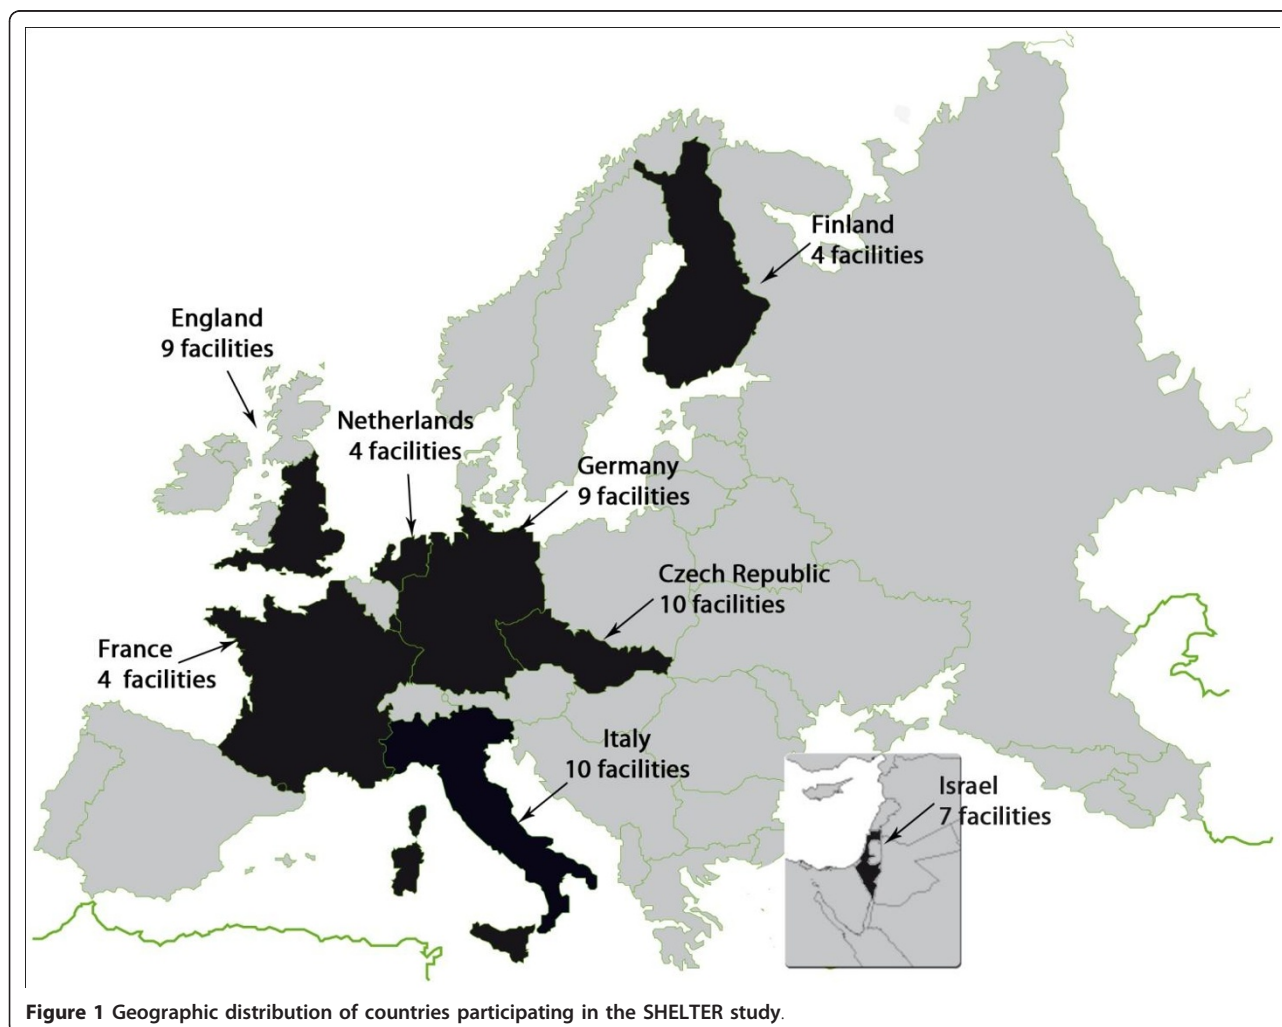 Finland
4 facilities
England
9 facilities
Netherlands
4 facilities
Germany
9 facilities
Czech Republic
10 facilities
France
4 facilities
Italy
10 facilities
Israel
7 facilities
Figure 1 Geographic distribution of countries participating in the SHELTER study.